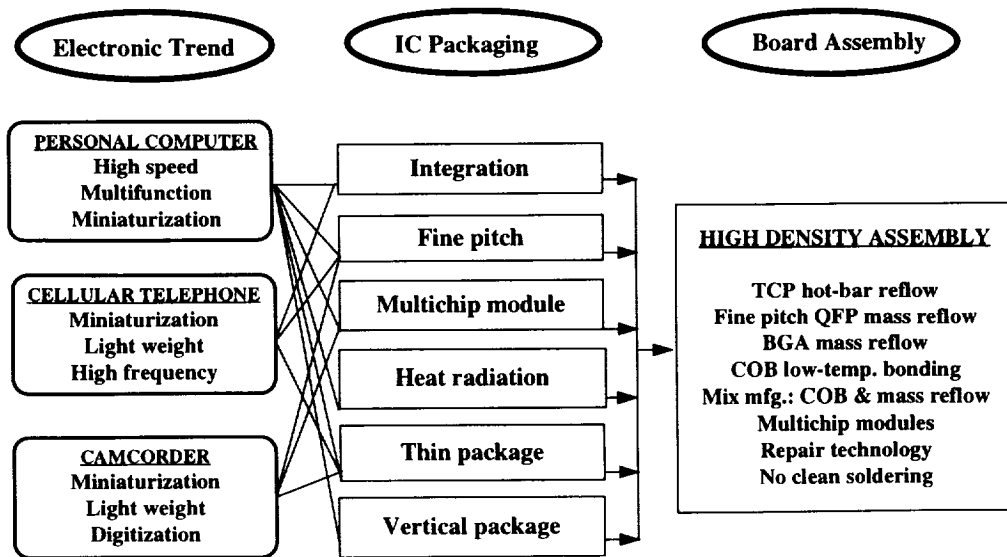 Electronic Trend
IC Packaging
Board Assembly
PERSONAL COMPUTER
High speed
Multifunction
Miniaturization
CELLULAR TELEPHONE
Miniaturization
Light weight
High frequency
CAMCORDER
Miniaturization
Light weight
Digitization
Integration
Fine pitch
Multichip module
Heat radiation
Thin package
Vertical package
HIGH DENSITY ASSEMBLY
TCP hot-bar reflow
Fine pitch QFP mass reflow
BGA mass reflow
COB low-temp. bonding
Mix mfg.: COB & mass reflow
Multichip modules
Repair technology
No clean soldering